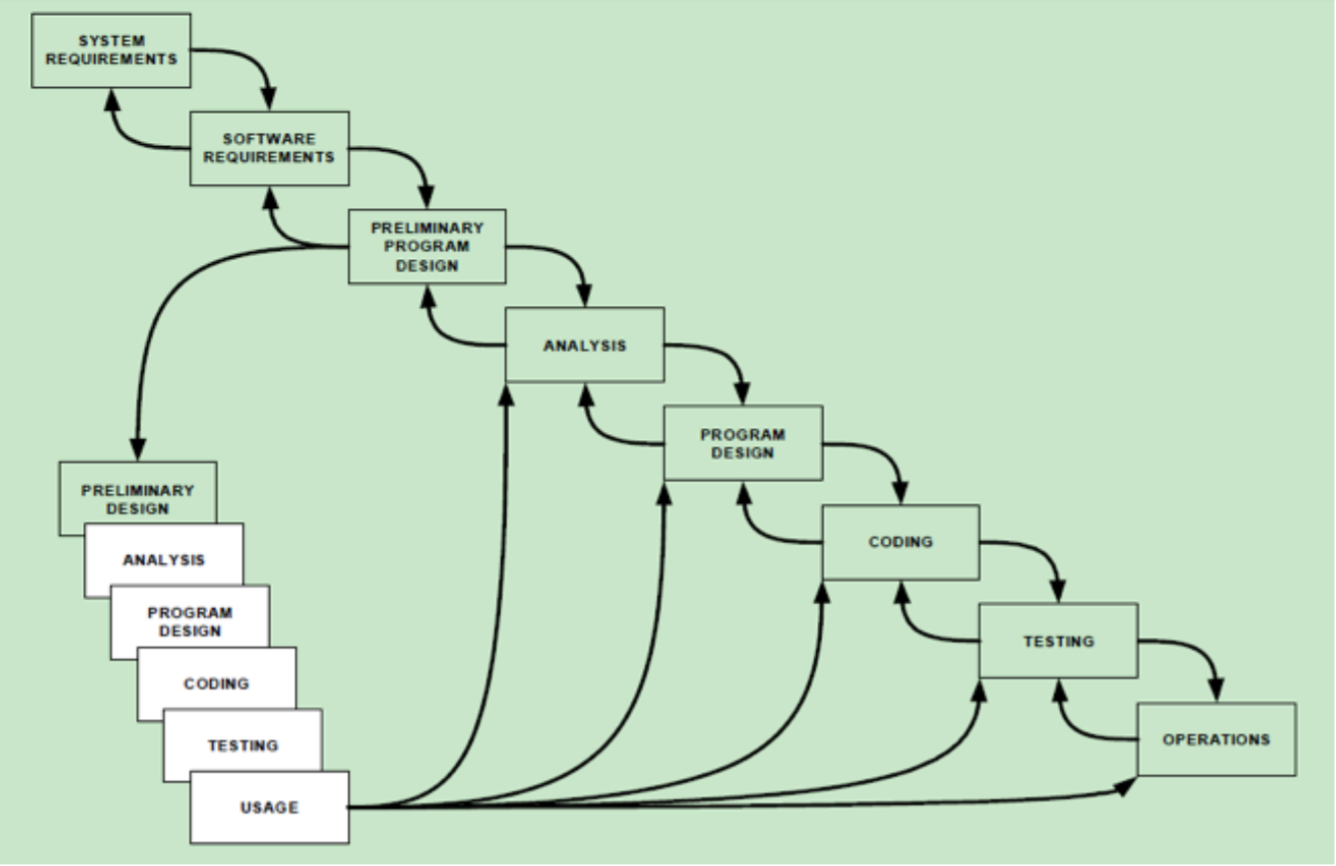 SYSTEM
REQUIREMENTS
SOFTWARE
REQUIREMENTS
PRELIMINARY
PROGRAM
DESIGN
ANALYSIS
PROGRAM
DESIGN
CODING
TESTING
OPERATIONS
PRELIMINARY
DESIGN
ANALYSIS
PROGRAM
DESIGN
CODING
TESTING
USAGE